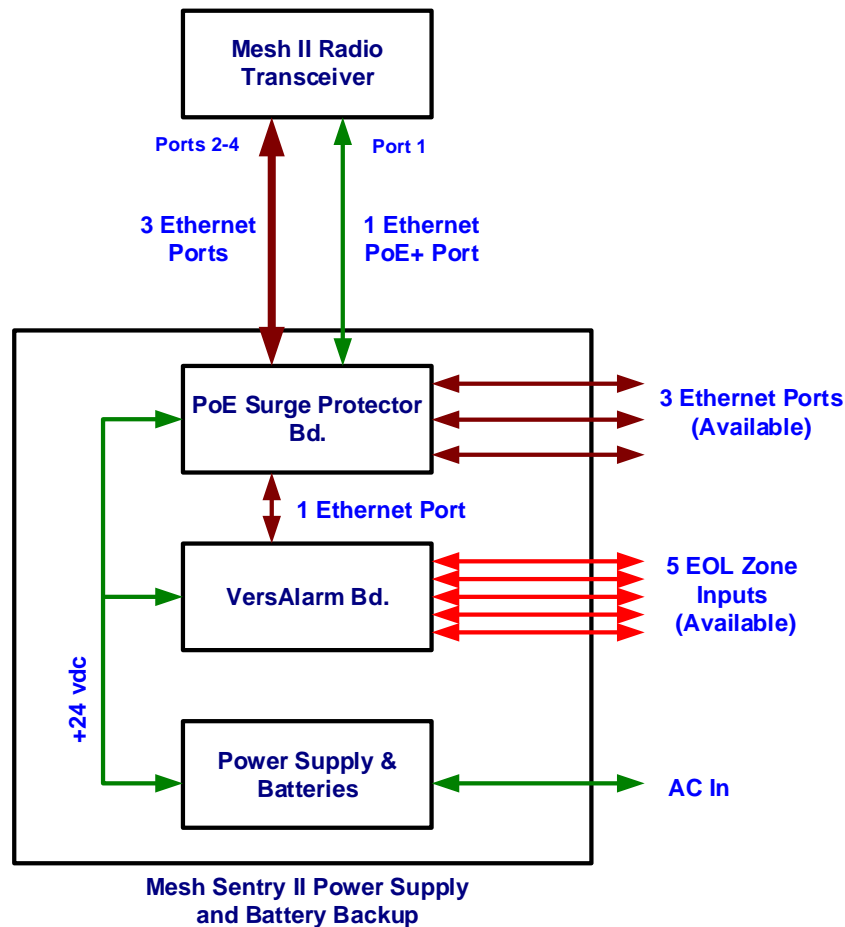 Mesh II Radio
Transceiver
Ports 2-4
Port 1
3 Ethernet
Ports
1 Ethernet
PoE+ Port
PoE Surge Protector
Bd.
3 Ethernet Ports
(Available)
1 Ethernet Port
VersAlarm Bd.
5 EOL Zone
Inputs
(Available)
+24 vdc
Power Supply &
Batteries
AC In
Mesh Sentry II Power Supply
and Battery Backup